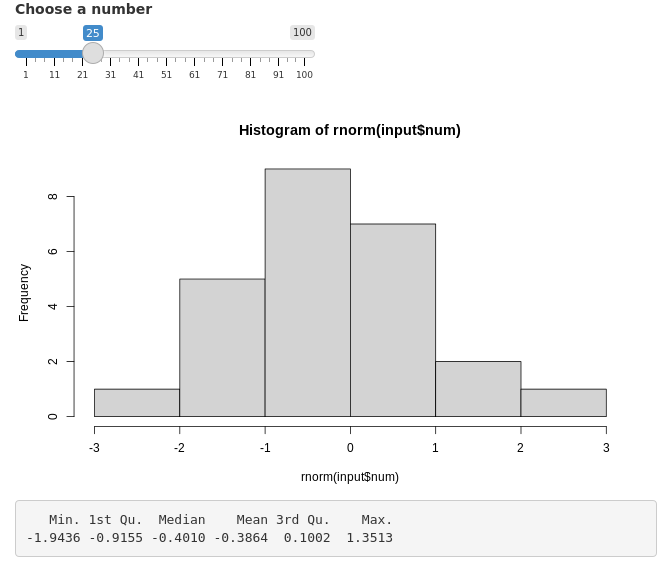 Choose a number
1 25 100
1 11 21 31 41 51 61 71 81 91 100
Histogram of rnorm(input$num)
8
6
4
2
0
Frequency
-3 -2 -1 0 1 2 3
rnorm(input$num)
Min. 1st Qu. Median Mean 3rd Qu. Max.
-1.9436 -0.9155 -0.4010 -0.3864 0.1002 1.3513